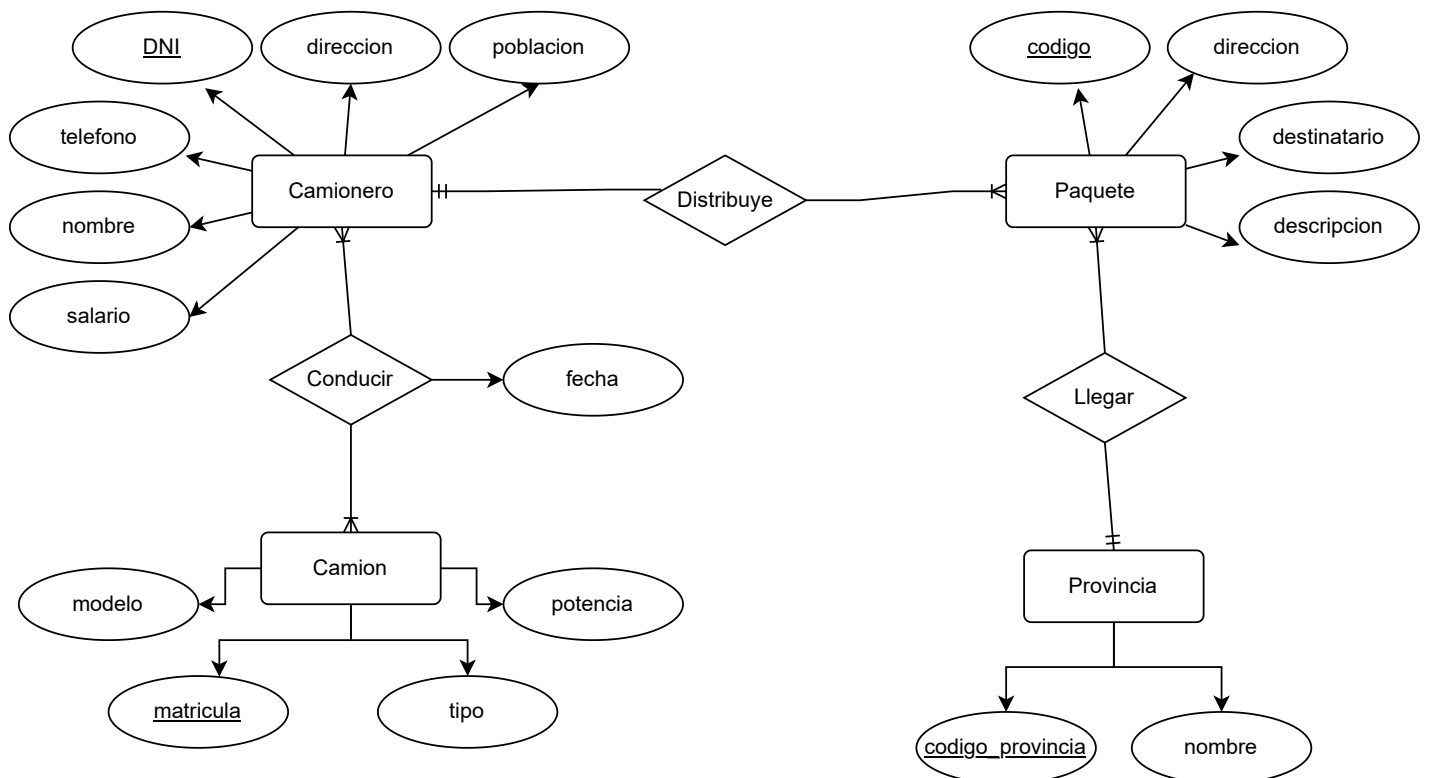 DNI
direccion
poblacion
codigo
direccion
telefono
destinatario
Camionero
Distribuye
Paquete
nombre
descripcion
salario
Conducir
fecha
Llegar
Camion
Provincia
modelo
potencia
matricula
tipo
codigo_provincia
nombre